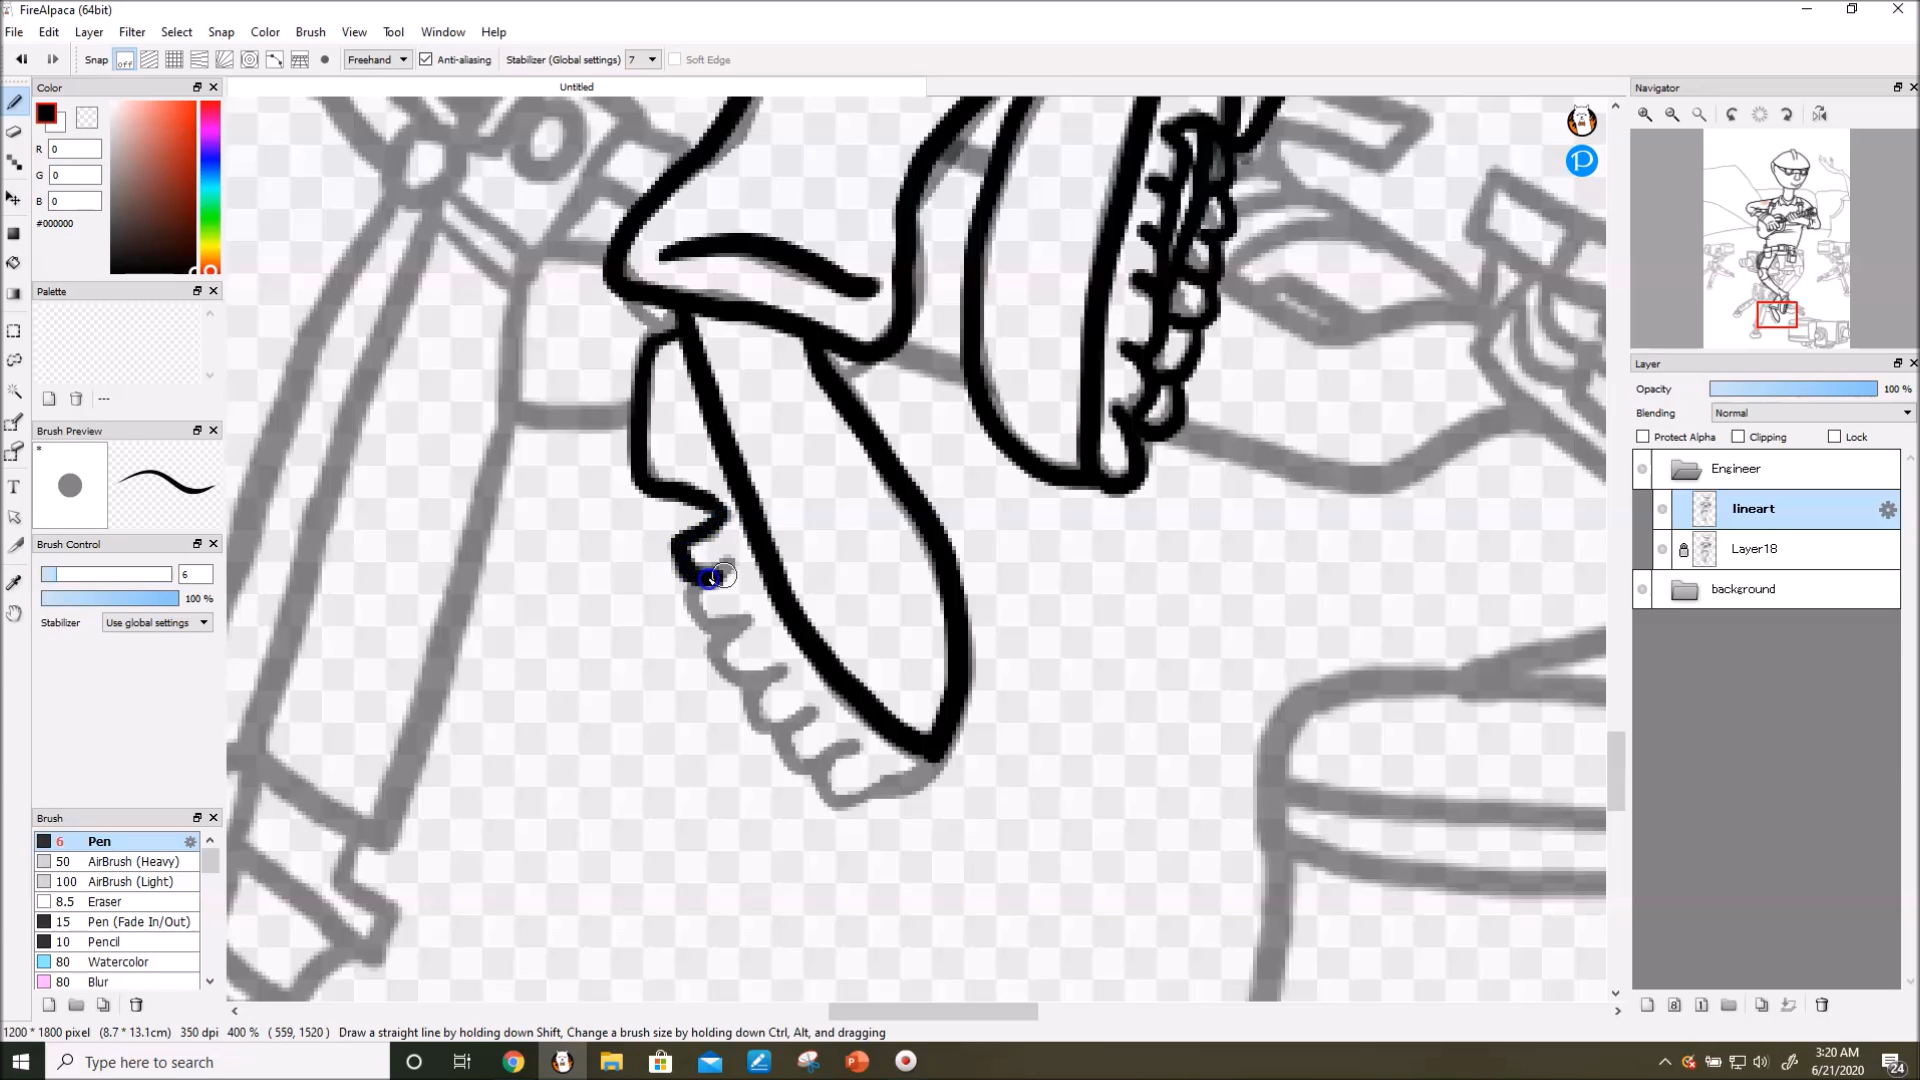 FireAlpaca (64bit)
File Edit Layer Filter Select Snap Color Brush View Tool Window Help
Snap off Freehand Anti-aliasing Stabilizer (Global settings) 7 Soft Edge
Color
Untitled
Navigator
R 0
G 0
B 0
#000000
Palette
---
Layer
Opacity 100 %
Blending Normal
Protect Alpha Clipping Lock
Brush Preview
*
Engineer
lineart
Layer18
background
Brush Control
6
100 %
Stabilizer Use global settings
Brush
6 Pen
50 AirBrush (Heavy)
100 AirBrush (Light)
8.5 Eraser
15 Pen (Fade In/Out)
10 Pencil
80 Watercolor
80 Blur
1200 * 1800 pixel (8.7 * 13.1cm) 350 dpi 400 % ( 559, 1520 ) Draw a straight line by holding down Shift, Change a brush size by holding down Ctrl, Alt, and dragging
Type here to search
3:20 AM
6/21/2020
24